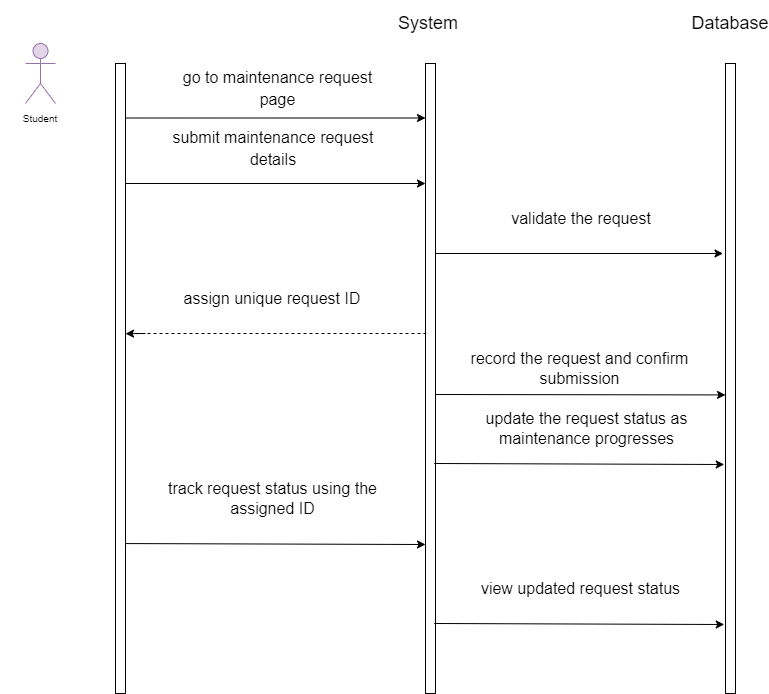 System
Database
Student
go to maintenance request
page
submit maintenance request
details
validate the request
assign unique request ID
record the request and confirm
submission
update the request status as
maintenance progresses
track request status using the
assigned ID
view updated request status